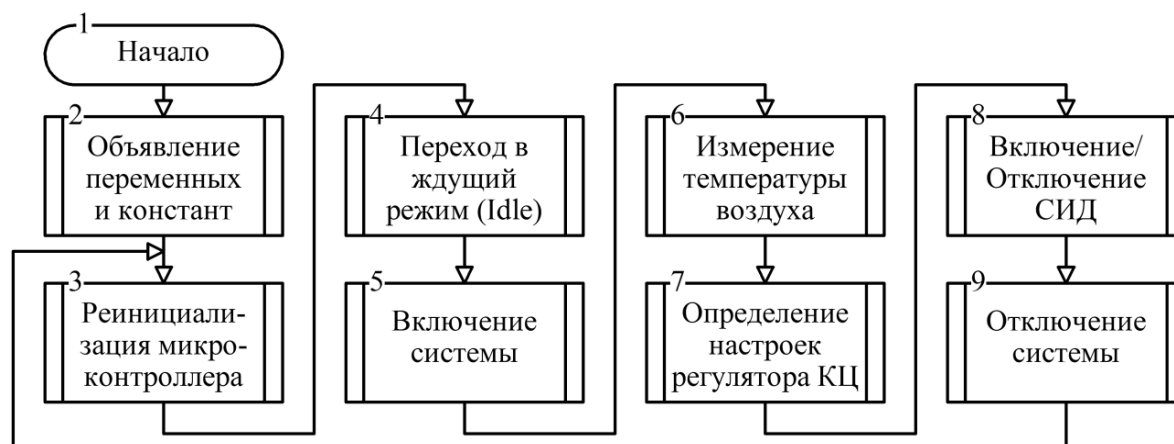 1
Начало
2
Объявление
переменных
и констант
3
Реинициали-
зация микро-
контроллера
4
Переход в
ждущий
режим (Idle)
5
Включение
системы
6
Измерение
температуры
воздуха
7
Определение
настроек
регулятора КЦ
8
Включение/
Отключение
СИД
9
Отключение
системы